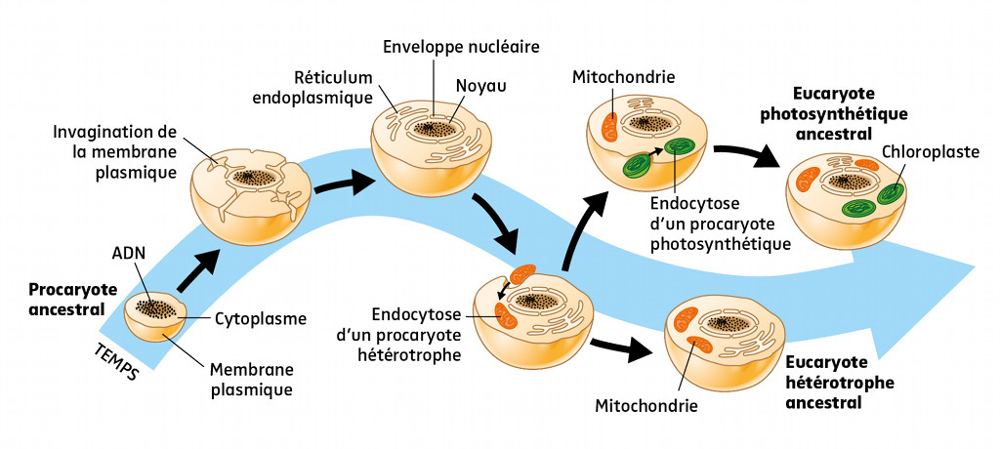 Enveloppe nucléaire
Réticulum
endoplasmique
Noyau
Invagination de
la membrane
plasmique
ADN
Procaryote
ancestral
Cytoplasme
Membrane
plasmique
TEMPS
Endocytose
d'un procaryote
hétérotrophe
Mitochondrie
Endocytose
d'un procaryote
photosynthétique
Eucaryote
photosynthétique
ancestral
Chloroplaste
Mitochondrie
Eucaryote
hétérotrophe
ancestral